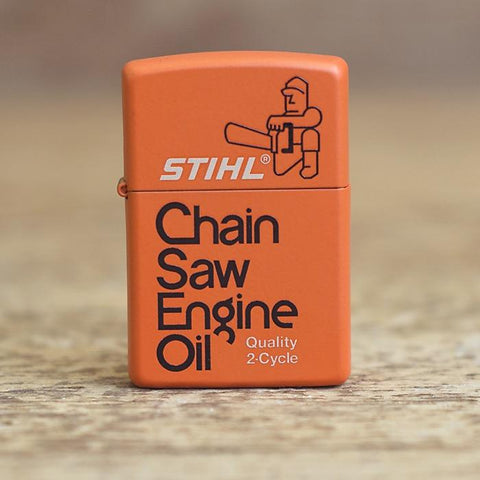 STIHL®
Chain
Saw
Engine
Oil
Quality
2-Cycle